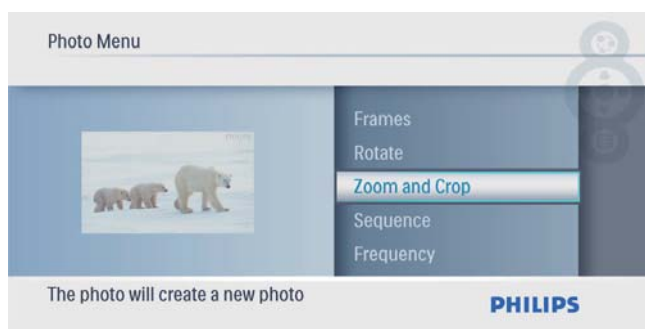 Photo Menu
Frames
Rotate
Zoom and Crop
Sequence
Frequency
The photo will create a new photo
PHILIPS